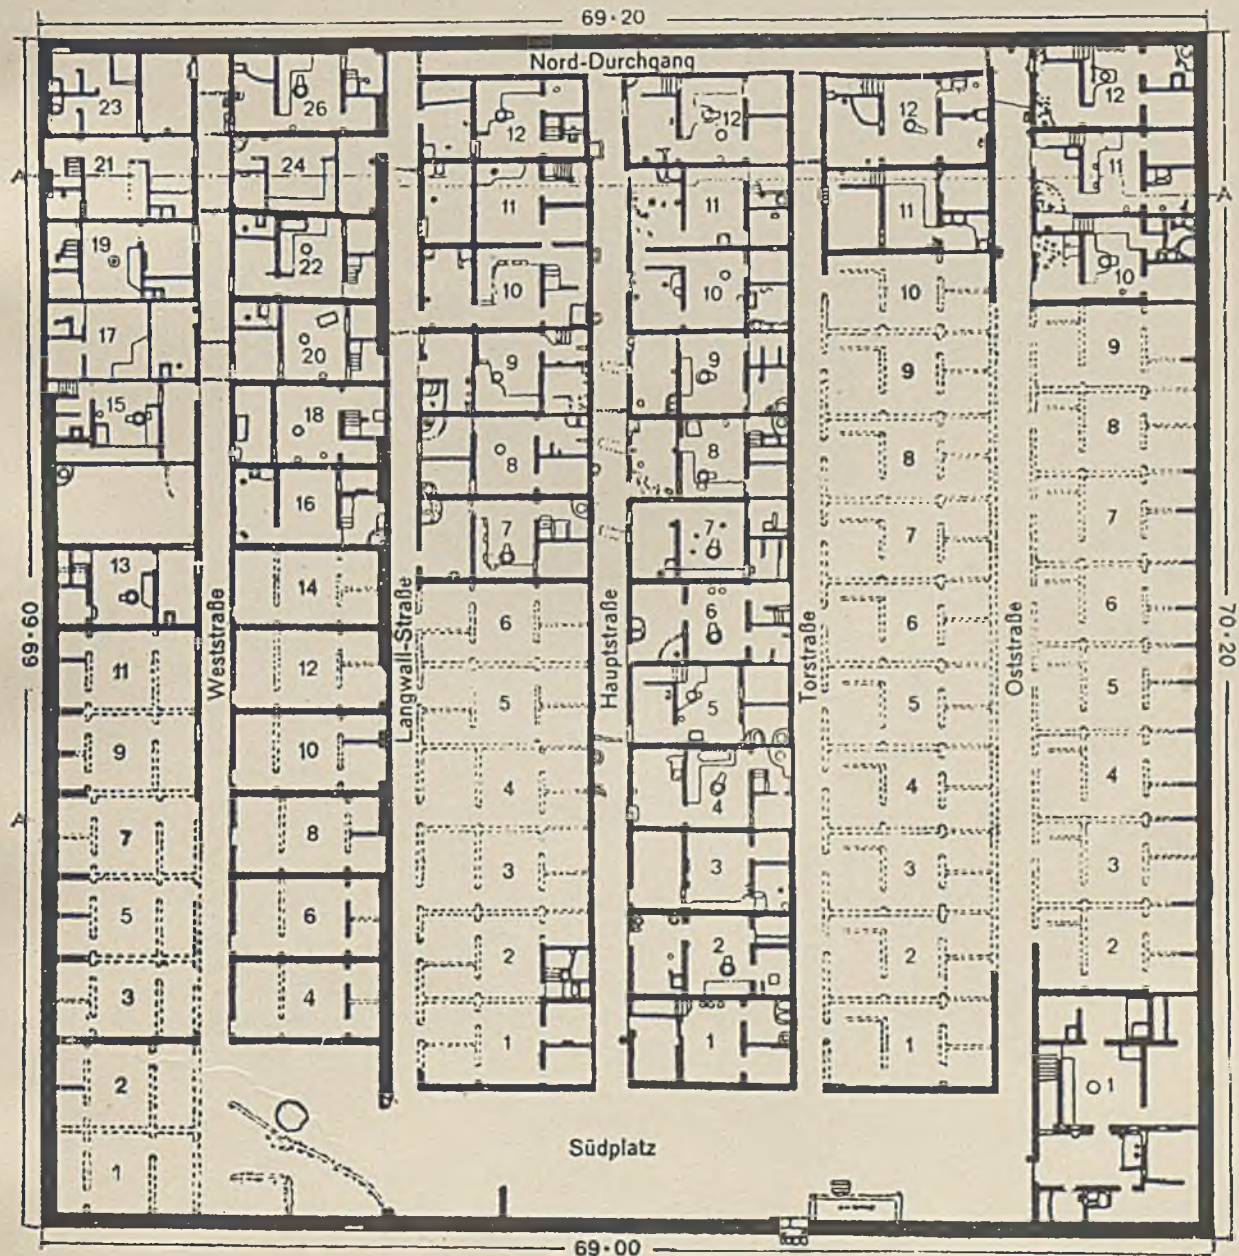 69·20
Nord-Durchgang
23 26 12 12 12 12
A 21 24 11 11 11 11 A
19 22 10 10 10 10
17 20 9 9 9 9
15 18 8 8 8 8
16 7 7 7 7
13 14 6 6 6 6
69·60
Weststraße
Langwall-Straße
Hauptstraße
Torstraße
Oststraße
70·20
11 12 5 5 5 5
9 10 4 4 4 4
A 7 8 3 3 3 3
5 6 2 2 2 2
3 4 1 1 1
2 1
1
Südplatz
69·00